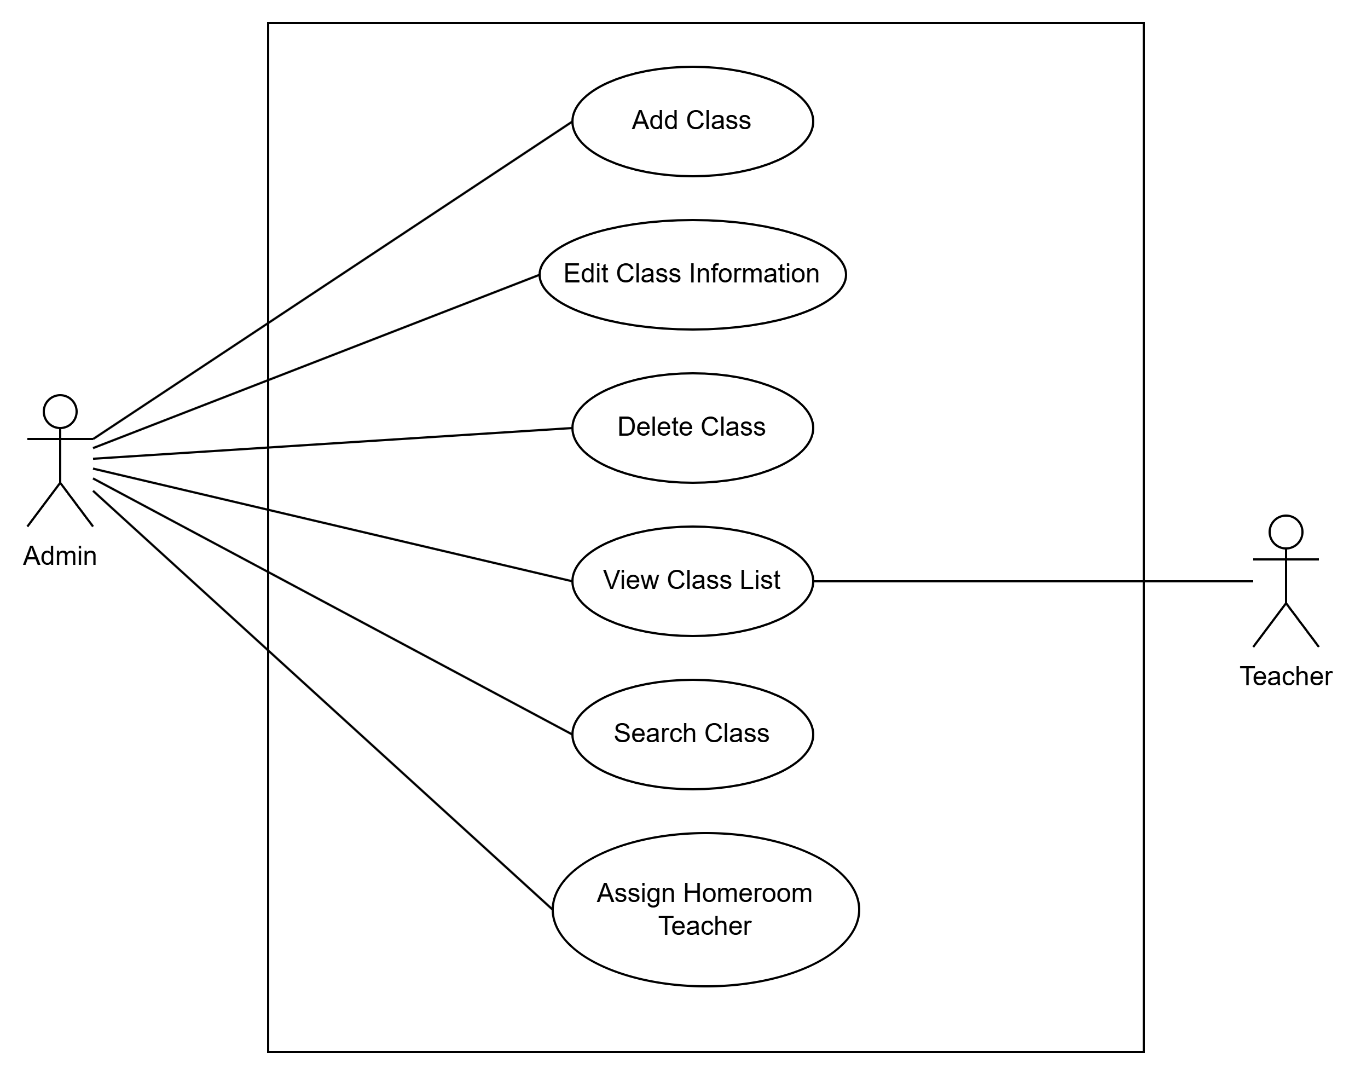 Add Class
Edit Class Information
Delete Class
Admin
View Class List
Teacher
Search Class
Assign Homeroom
Teacher